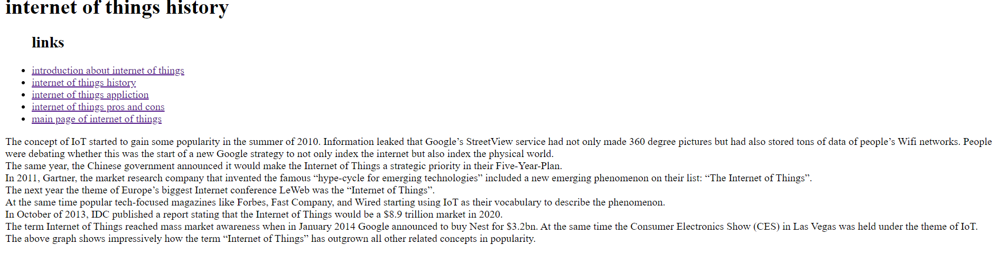 internet of things history
links
introduction about internet of things
internet of things history
internet of things appliction
internet of things pros and cons
main page of internet of things
The concept of IoT started to gain some popularity in the summer of 2010. Information leaked that Google’s StreetView service had not only made 360 degree pictures but had also stored tons of data of people’s Wifi networks. People
were debating whether this was the start of a new Google strategy to not only index the internet but also index the physical world.
The same year, the Chinese government announced it would make the Internet of Things a strategic priority in their Five-Year-Plan.
In 2011, Gartner, the market research company that invented the famous “hype-cycle for emerging technologies” included a new emerging phenomenon on their list: “The Internet of Things”.
The next year the theme of Europe’s biggest Internet conference LeWeb was the “Internet of Things”.
At the same time popular tech-focused magazines like Forbes, Fast Company, and Wired starting using IoT as their vocabulary to describe the phenomenon.
In October of 2013, IDC published a report stating that the Internet of Things would be a $8.9 trillion market in 2020.
The term Internet of Things reached mass market awareness when in January 2014 Google announced to buy Nest for $3.2bn. At the same time the Consumer Electronics Show (CES) in Las Vegas was held under the theme of IoT.
The above graph shows impressively how the term “Internet of Things” has outgrown all other related concepts in popularity.